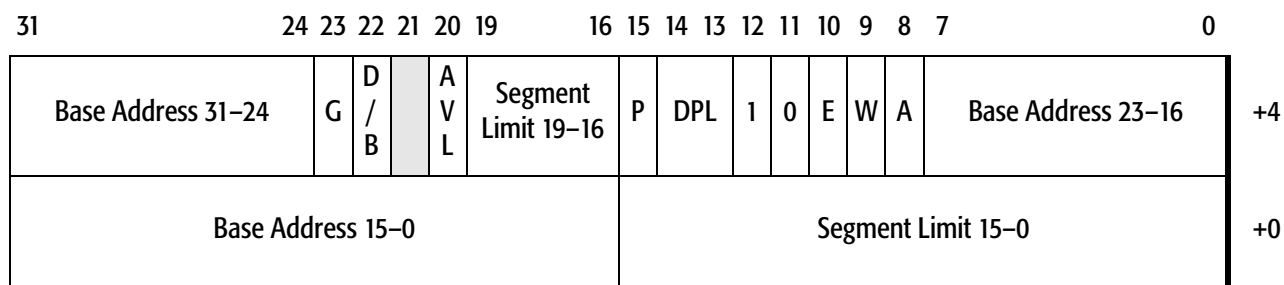 31 24 23 22 21 20 19 16 15 14 13 12 11 10 9 8 7 0
Base Address 31–24 G D/B AVL Segment Limit 19–16 P DPL 1 0 E W A Base Address 23–16 +4
Base Address 15–0 Segment Limit 15–0 +0